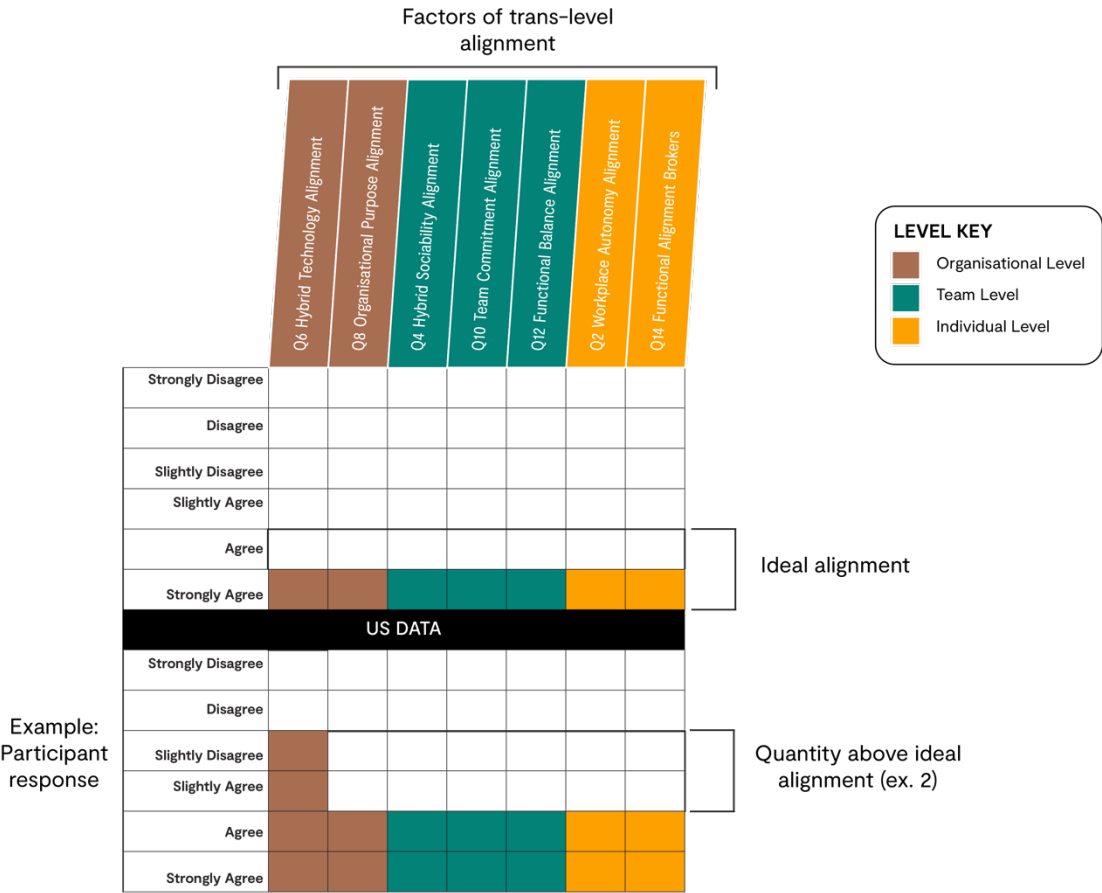 Factors of trans-level
alignment
Q6 Hybrid Technology Alignment
Q8 Organisational Purpose Alignment
Q4 Hybrid Sociability Alignment
Q10 Team Commitment Alignment
Q12 Functional Balance Alignment
Q2 Workplace Autonomy Alignment
Q14 Functional Alignment Brokers
LEVEL KEY
Organisational Level
Team Level
Individual Level
Strongly Disagree
Disagree
Slightly Disagree
Slightly Agree
Agree
Strongly Agree
Ideal alignment
US DATA
Strongly Disagree
Disagree
Slightly Disagree
Slightly Agree
Agree
Strongly Agree
Example:
Participant
response
Quantity above ideal
alignment (ex. 2)